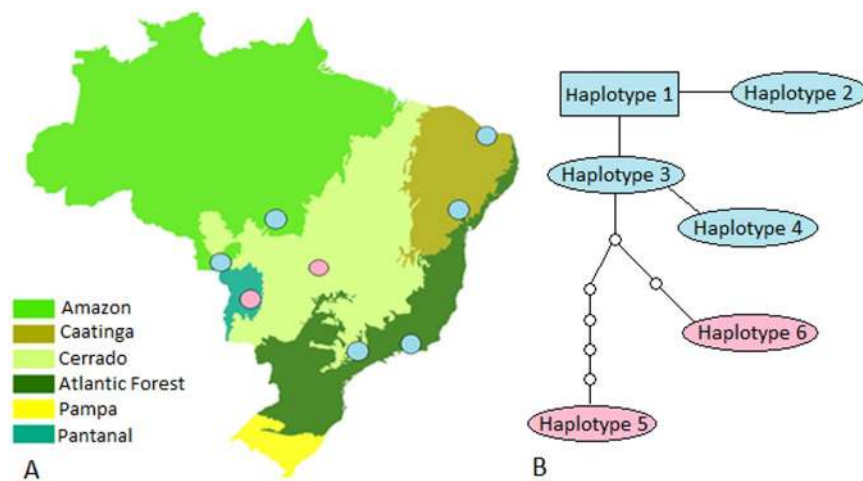 Amazon
Caatinga
Cerrado
Atlantic Forest
Pampa
Pantanal
A
Haplotype 1
Haplotype 2
Haplotype 3
Haplotype 4
Haplotype 6
Haplotype 5
B